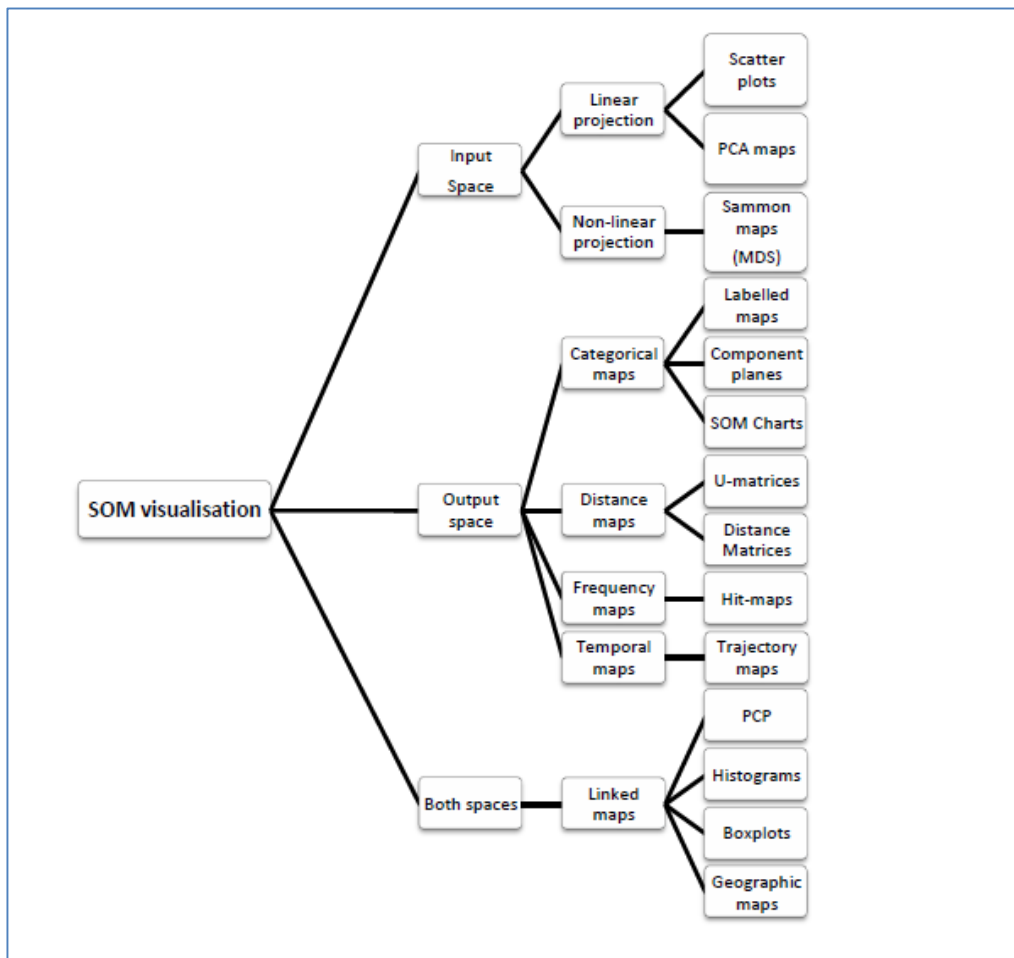 SOM visualisation
Input
Space
Linear
projection
Scatter
plots
PCA maps
Non-linear
projection
Sammon
maps
(MDS)
Output
space
Categorical
maps
Labelled
maps
Component
planes
SOM Charts
Distance
maps
U-matrices
Distance
Matrices
Frequency
maps
Hit-maps
Temporal
maps
Trajectory
maps
Both spaces
Linked
maps
PCP
Histograms
Boxplots
Geographic
maps